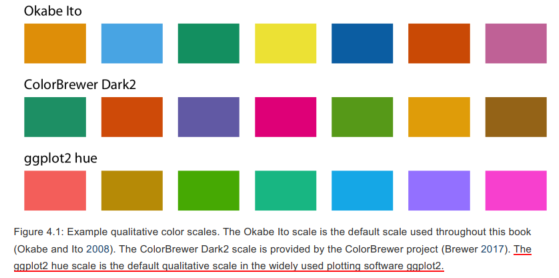 Okabe Ito
ColorBrewer Dark2
ggplot2 hue
Figure 4.1: Example qualitative color scales. The Okabe Ito scale is the default scale used throughout this book
(Okabe and Ito 2008). The ColorBrewer Dark2 scale is provided by the ColorBrewer project (Brewer 2017). The
ggplot2 hue scale is the default qualitative scale in the widely used plotting software ggplot2.